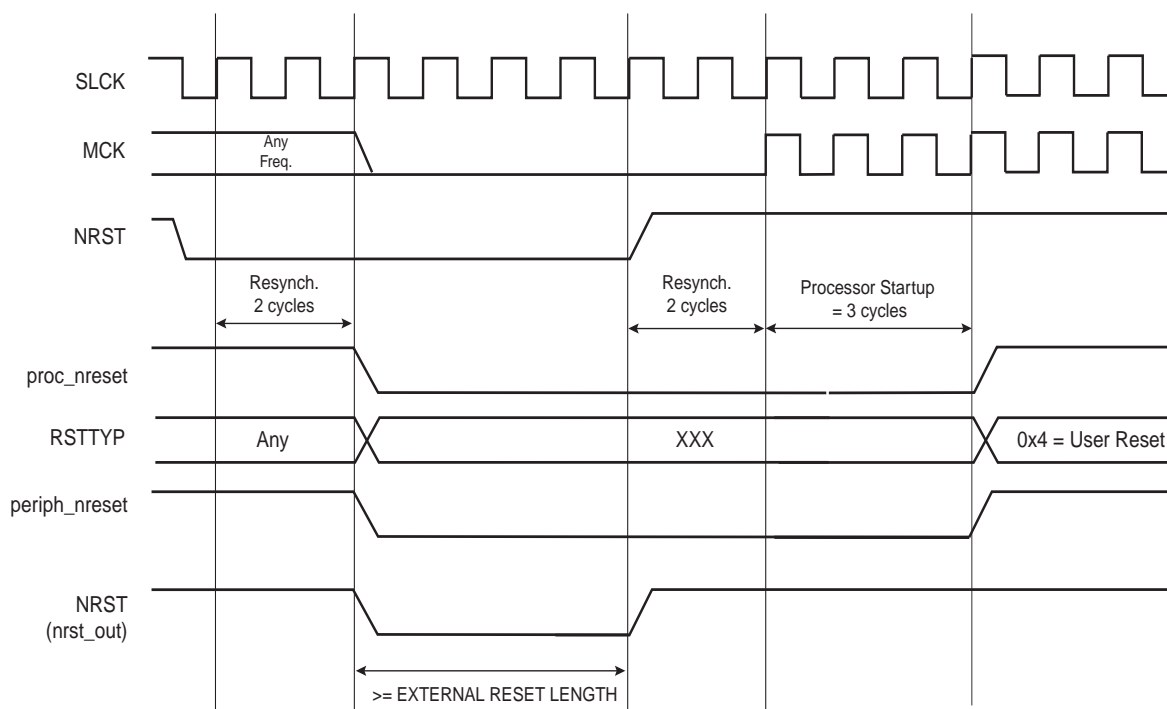 SLCK
MCK
Any
Freq.
NRST
Resynch.
2 cycles
Resynch.
2 cycles
Processor Startup
= 3 cycles
proc_nreset
RSTTYP
Any
XXX
0x4 = User Reset
periph_nreset
NRST
(nrst_out)
>= EXTERNAL RESET LENGTH